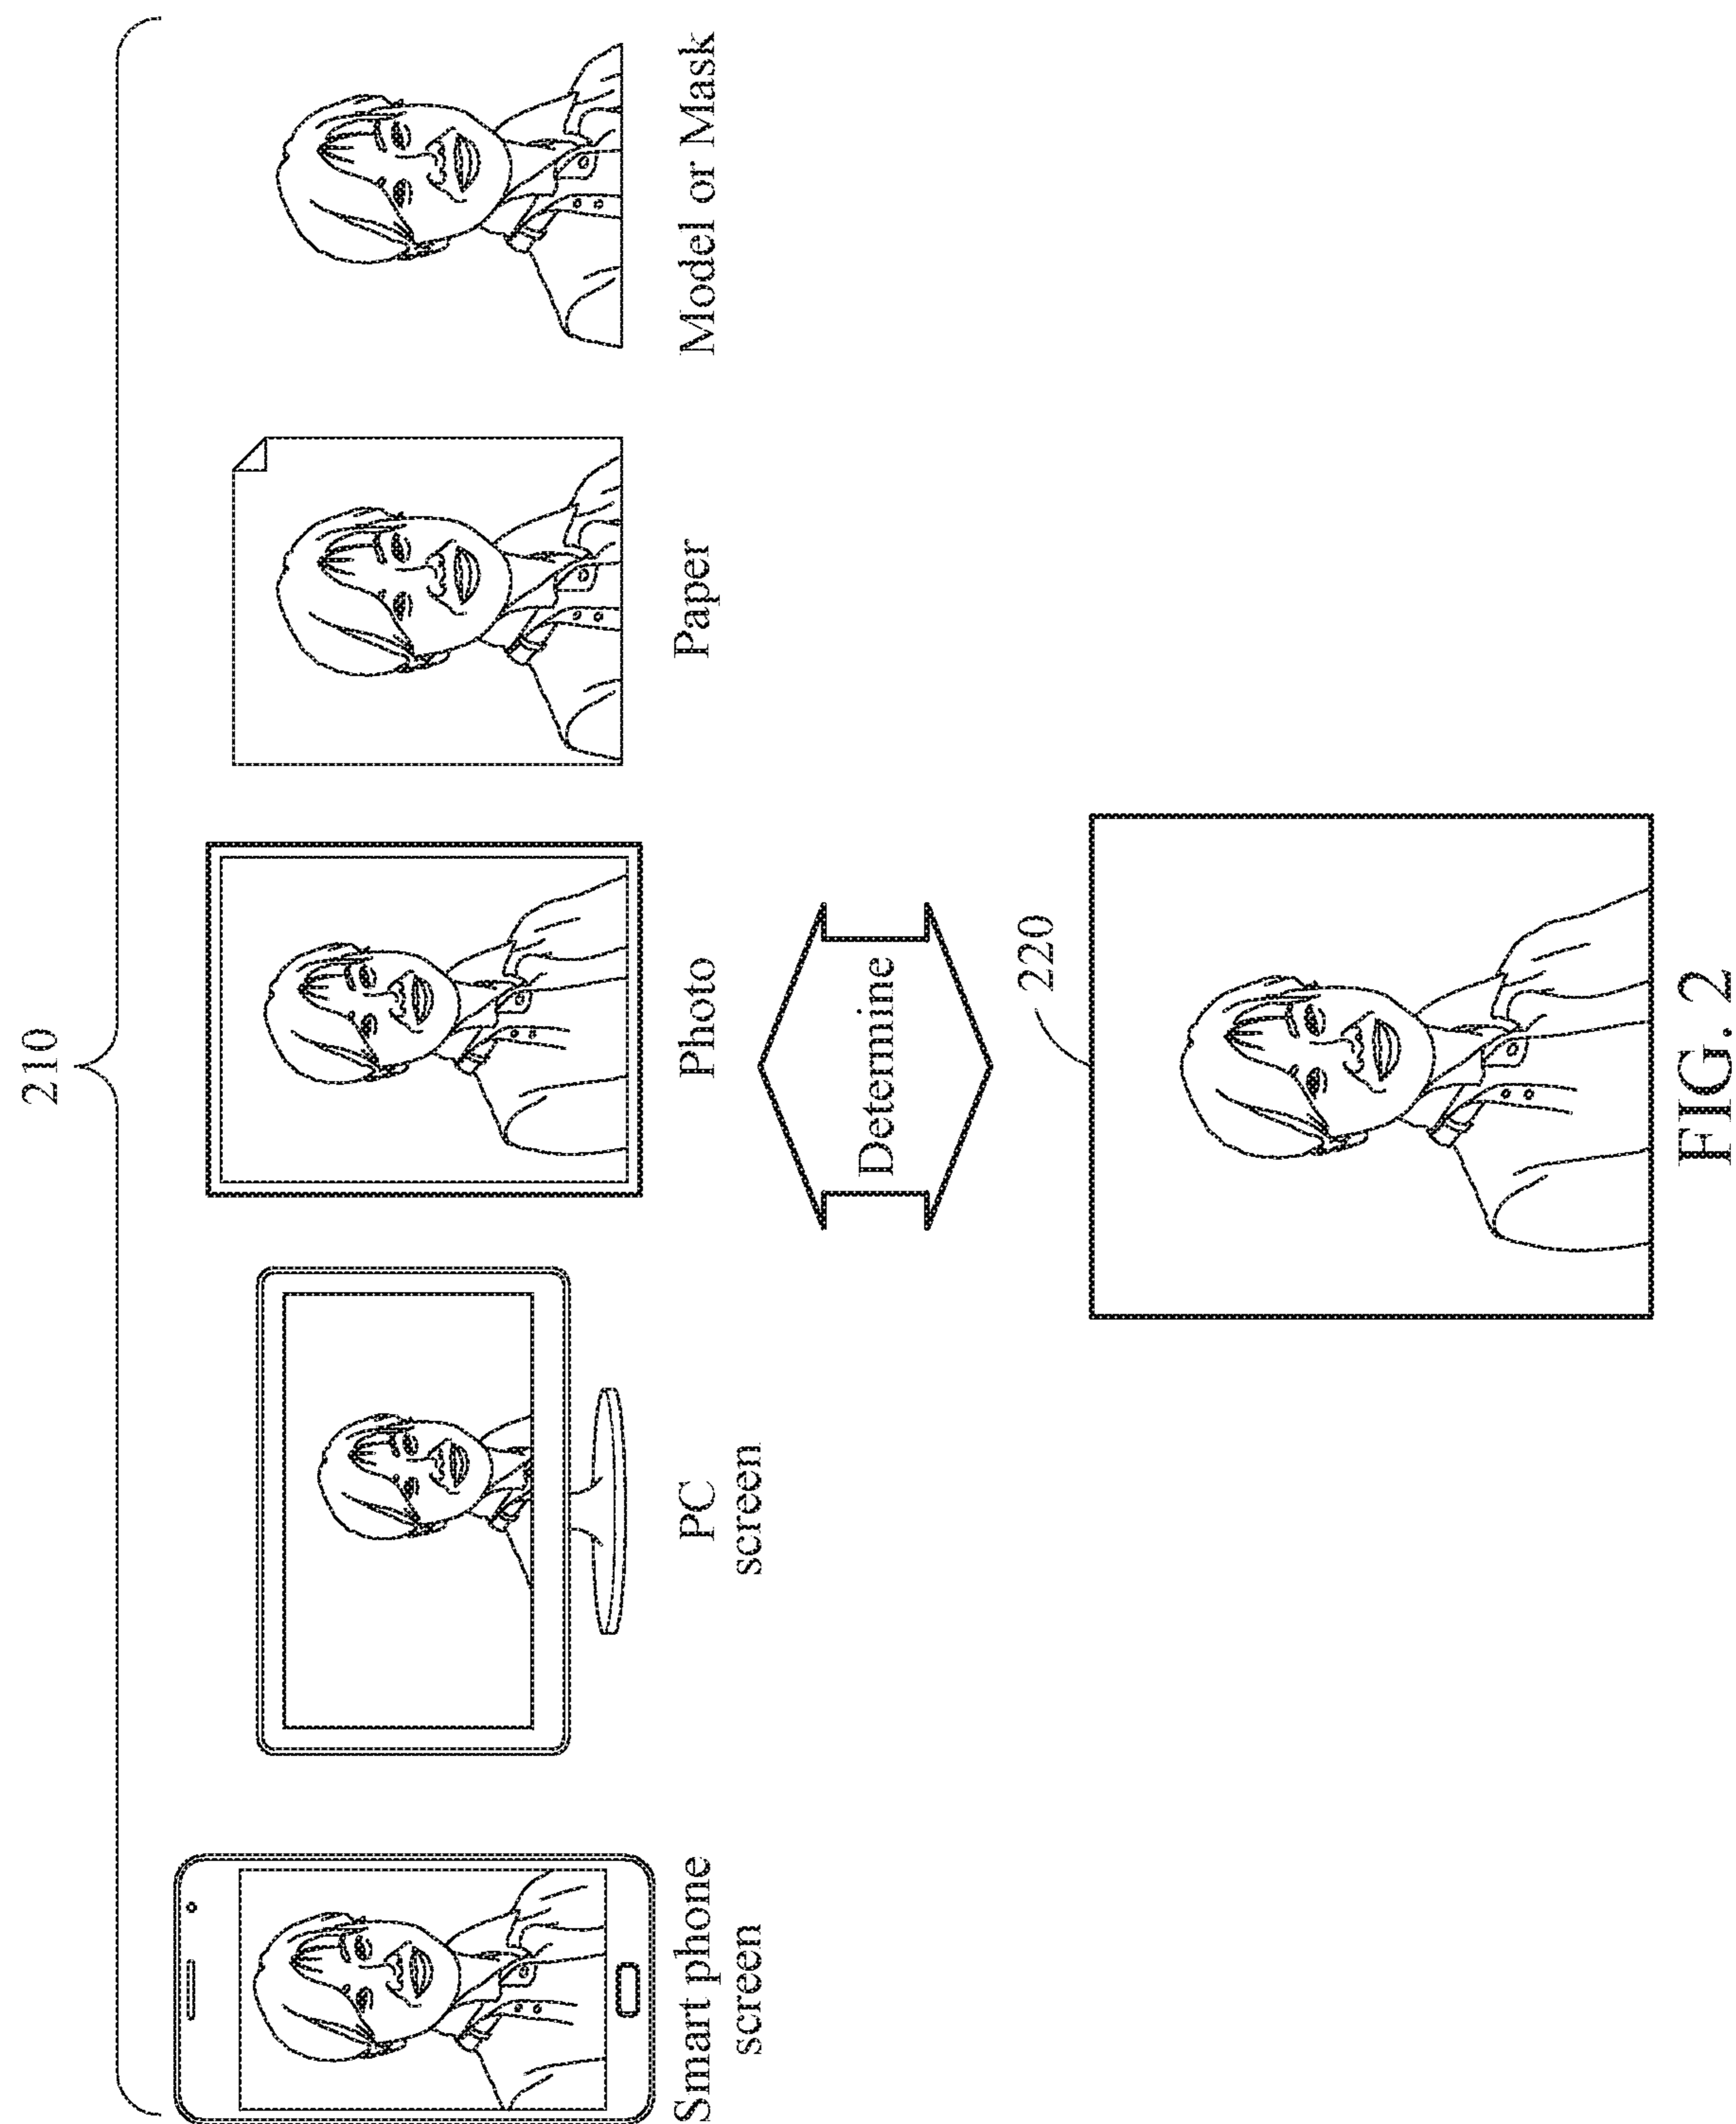 210
Smart phone
screen
PC
screen
Photo
Paper
Model or Mask
Determine
220
FIG. 2